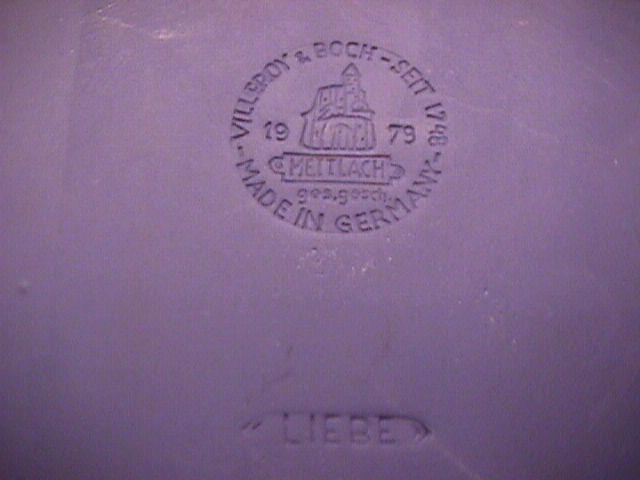 VILLEROY & BOCH - SEIT 1748 -
19 79
METTLACH
ges.gesch.
MADE IN GERMANY
"LIEBE"